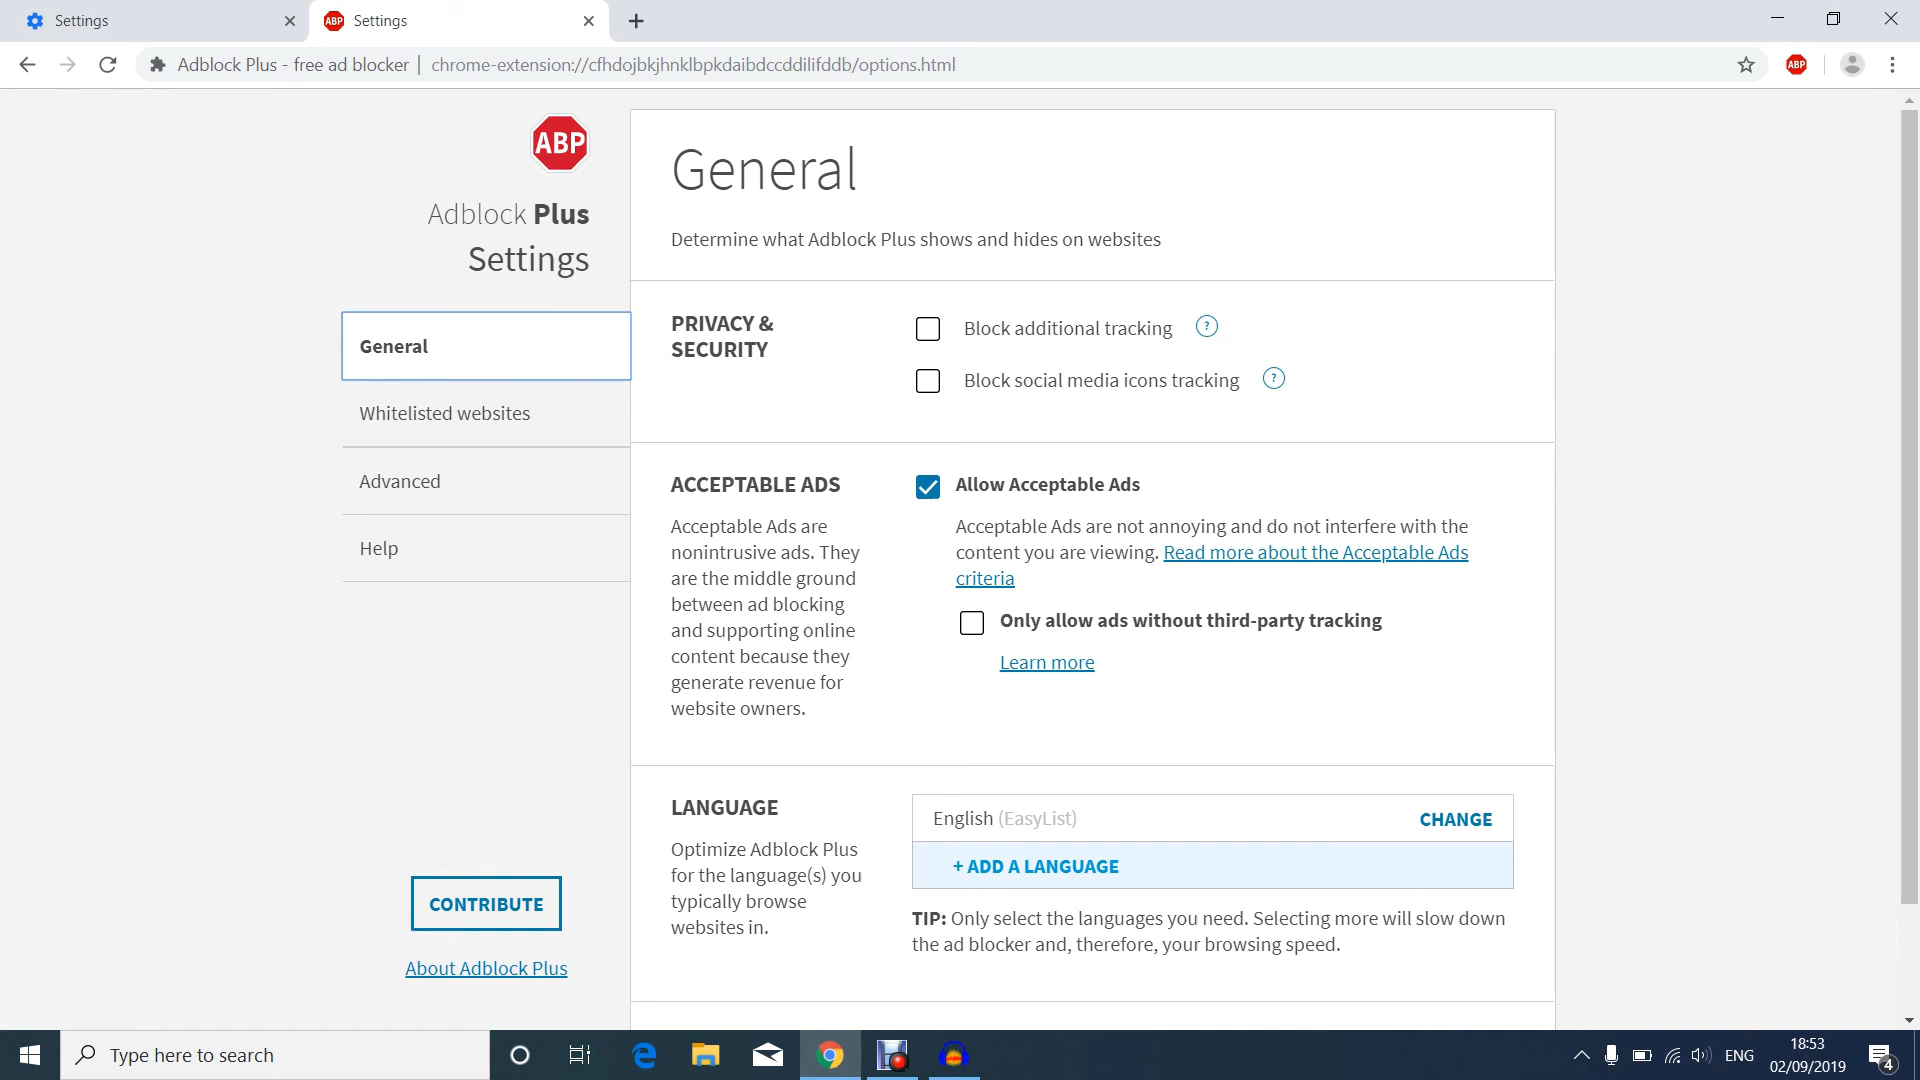 Settings
ABP Settings
Adblock Plus - free ad blocker | chrome-extension://cfhdojbkjhnklbpkdaibdccddilifddb/options.html
ABP
ABP
Adblock Plus
Settings
General
Whitelisted websites
Advanced
Help
CONTRIBUTE
About Adblock Plus
General
Determine what Adblock Plus shows and hides on websites
PRIVACY &
SECURITY
Block additional tracking ?
Block social media icons tracking ?
ACCEPTABLE ADS
Acceptable Ads are
nonintrusive ads. They
are the middle ground
between ad blocking
and supporting online
content because they
generate revenue for
website owners.
Allow Acceptable Ads
Acceptable Ads are not annoying and do not interfere with the
content you are viewing. Read more about the Acceptable Ads
criteria
Only allow ads without third-party tracking
Learn more
LANGUAGE
Optimize Adblock Plus
for the language(s) you
typically browse
websites in.
English (EasyList) CHANGE
+ ADD A LANGUAGE
TIP: Only select the languages you need. Selecting more will slow down
the ad blocker and, therefore, your browsing speed.
Type here to search
ENG
18:53
02/09/2019
4